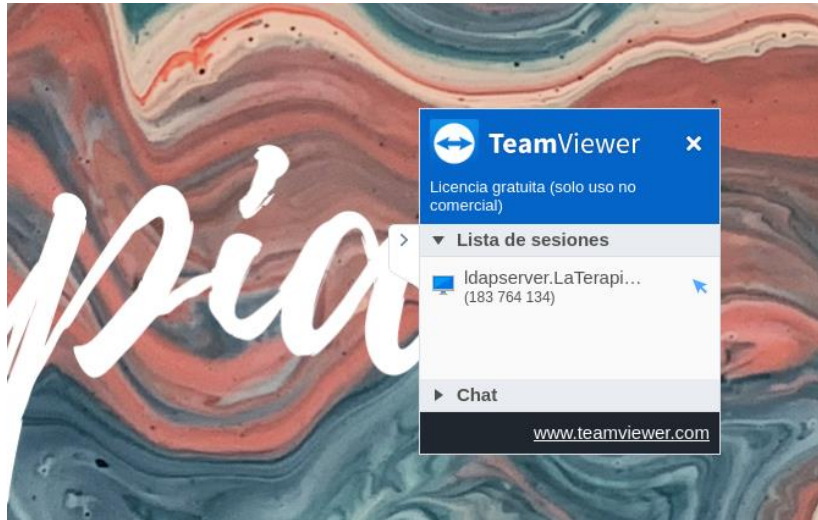 pia
TeamViewer
Licencia gratuita (solo uso no
comercial)
Lista de sesiones
ldapserver.LaTerapi…
(183 764 134)
Chat
www.teamviewer.com